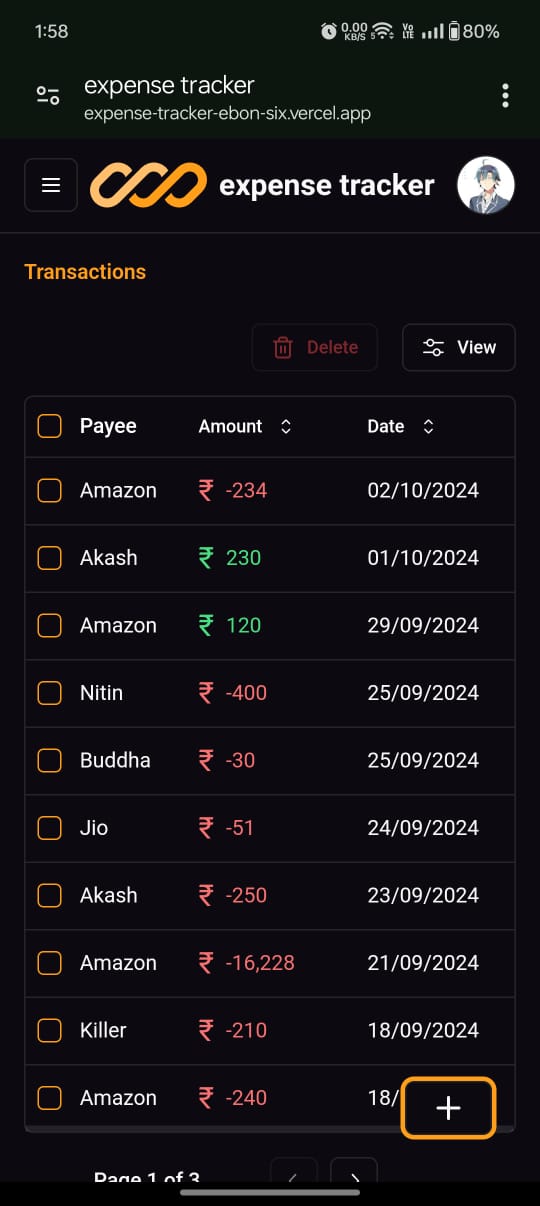 1:58 0.00 KB/S 5 Vo LTE 80%
expense tracker
expense-tracker-ebon-six.vercel.app
expense tracker
Transactions
Delete View
Payee Amount Date
Amazon ₹ -234 02/10/2024
Akash ₹ 230 01/10/2024
Amazon ₹ 120 29/09/2024
Nitin ₹ -400 25/09/2024
Buddha ₹ -30 25/09/2024
Jio ₹ -51 24/09/2024
Akash ₹ -250 23/09/2024
Amazon ₹ -16,228 21/09/2024
Killer ₹ -210 18/09/2024
Amazon ₹ -240 18/
+
Page 1 of 3